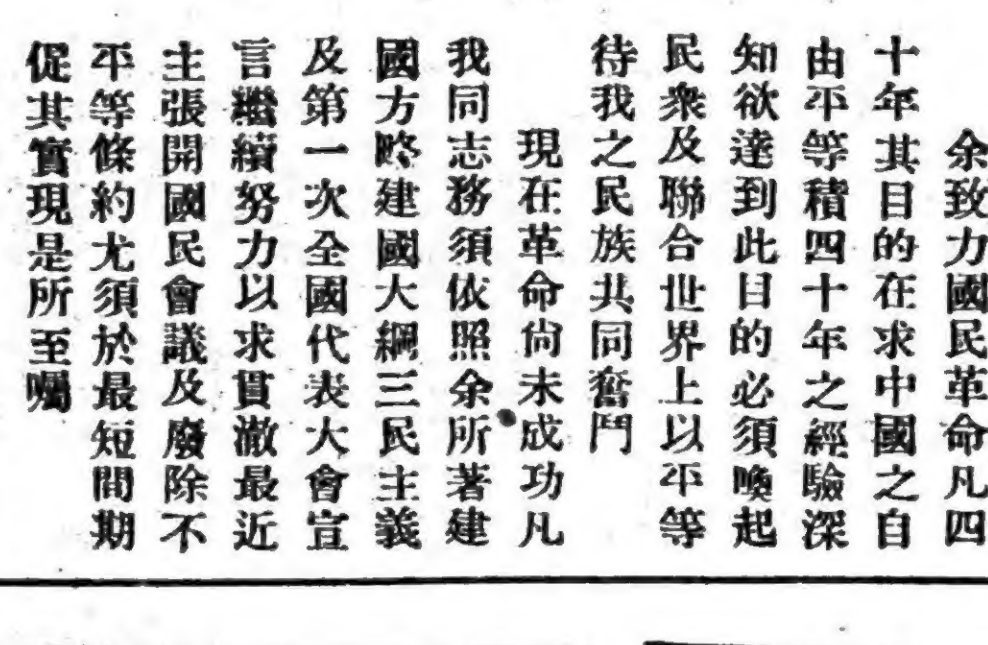 余致力國民革命凡四
十年其目的在求中國之自
由平等積四十年之經驗深
知欲達到此目的必須喚起
民衆及聯合世界上以平等
待我之民族共同奮鬥
現在革命尙未成功凡
我同志務須依照余所著建
國方略建國大綱三民主義
及第一次全國代表大會宣
言繼續努力以求貫澈最近
主張開國民會議及廢除不
平等條約尤須於最短間期
促其實現是所至囑